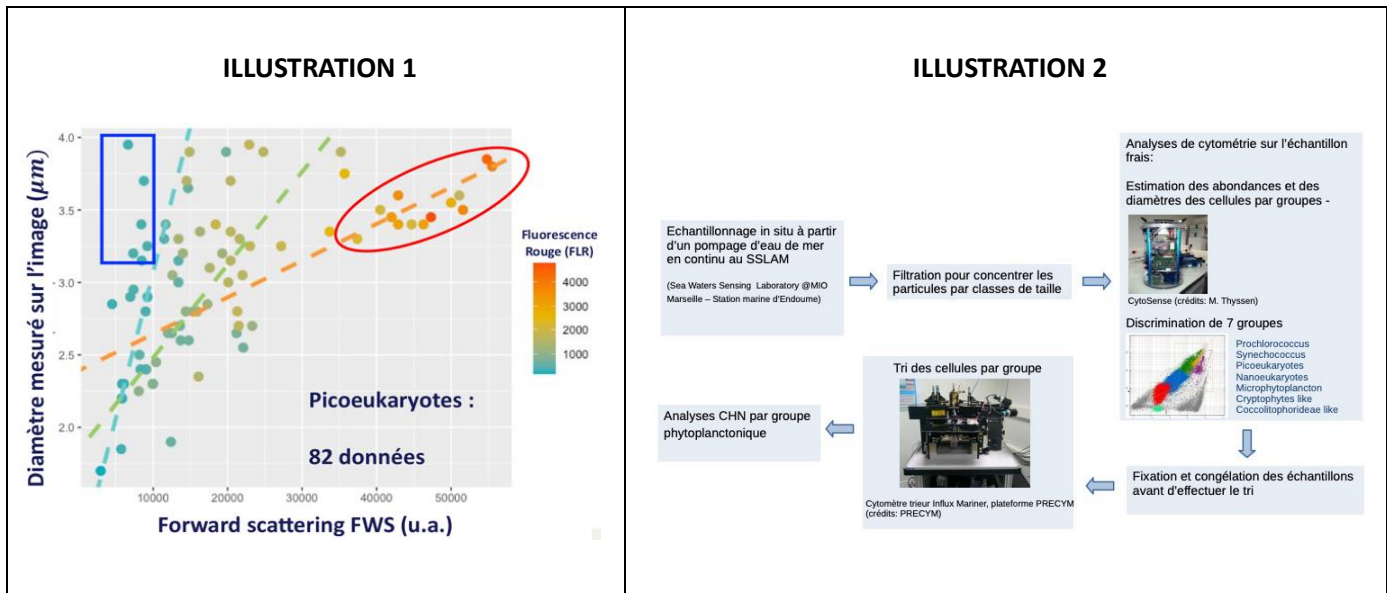 ILLUSTRATION 1
Diamètre mesuré sur l'image (μm)
4.0
3.5
3.0
2.5
2.0
10000
20000
30000
40000
50000
Forward scattering FWS (u.a.)
Picoeukaryotes :
82 données
Fluorescence
Rouge (FLR)
4000
3000
2000
1000
ILLUSTRATION 2
Echantillonnage in situ à partir
d'un pompage d'eau de mer
en continu au SSLAM
(Sea Waters Sensing Laboratory @MIO
Marseille – Station marine d'Endoume)
Filtration pour concentrer les
particules par classes de taille
Analyses de cytométrie sur l'échantillon
frais:
Estimation des abondances et des
diamètres des cellules par groupes -
CytoSense (crédits: M. Thyssen)
Discrimination de 7 groupes
Prochlorococcus
Synechococcus
Picoeukaryotes
Nanoeukaryotes
Microphytoplancton
Cryptophytes like
Coccolitophorideae like
Fixation et congélation des échantillons
avant d'effectuer le tri
Tri des cellules par groupe
Cytomètre trieur Influx Mariner, plateforme PRECYM
(crédits: PRECYM)
Analyses CHN par groupe
phytoplanctonique